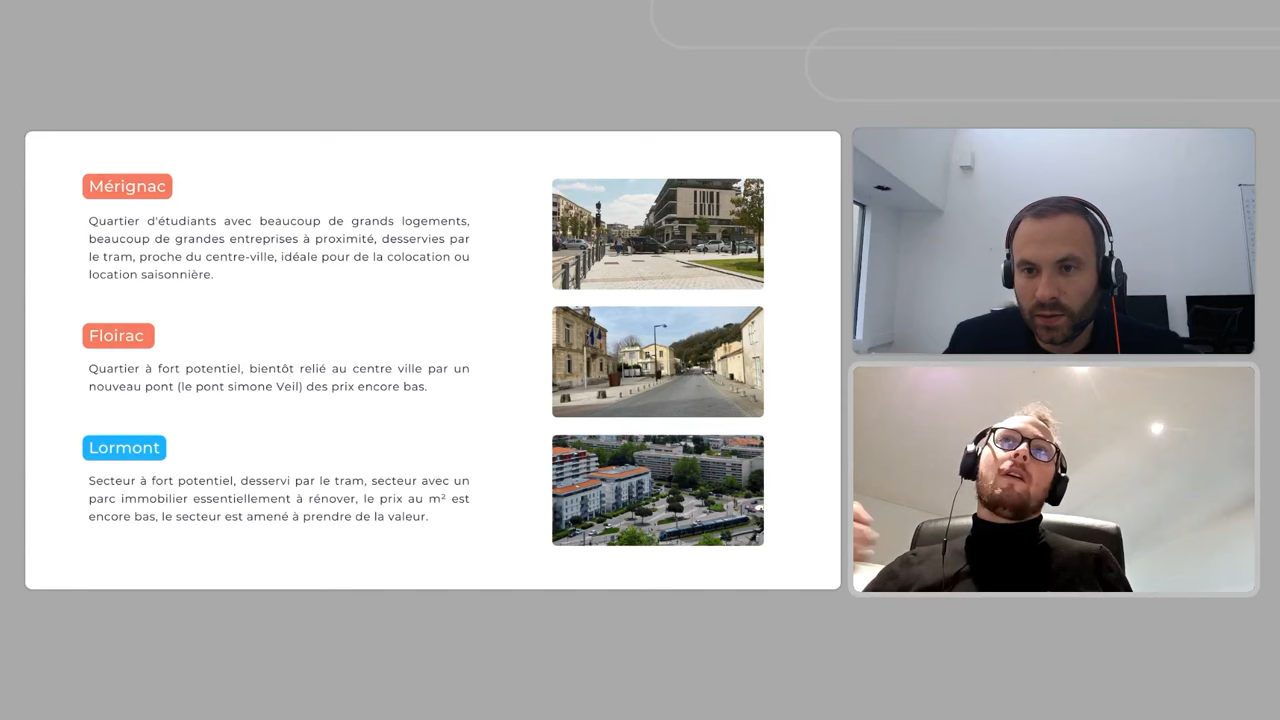 Mérignac
Quartier d'étudiants avec beaucoup de grands logements,
beaucoup de grandes entreprises à proximité, desservies par
le tram, proche du centre-ville, idéale pour de la colocation ou
location saisonnière.
Floirac
Quartier à fort potentiel, bientôt relié au centre ville par un
nouveau pont (le pont simone Veil) des prix encore bas.
Lormont
Secteur à fort potentiel, desservi par le tram, secteur avec un
parc immobilier essentiellement à rénover, le prix au m² est
encore bas, le secteur est amené à prendre de la valeur.